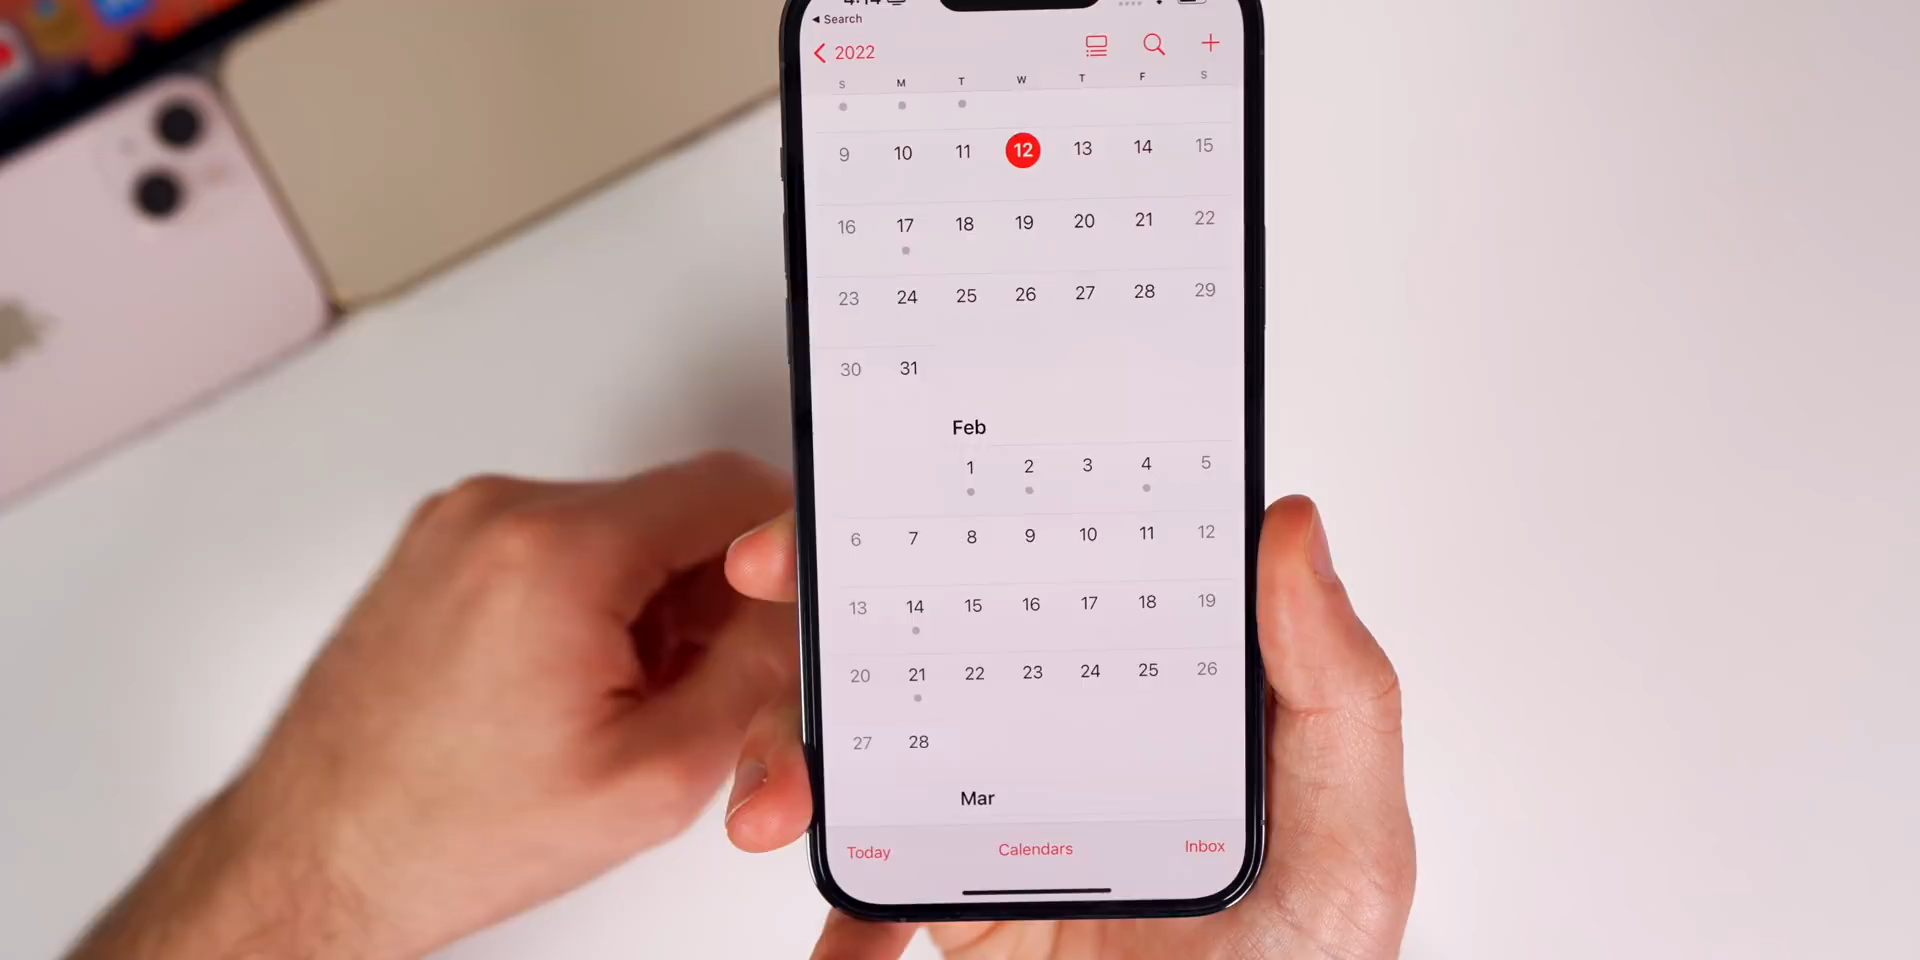 4:14
Search
2022
S M T W T F S
9 10 11 12 13 14 15
16 17 18 19 20 21 22
23 24 25 26 27 28 29
30 31
Feb
1 2 3 4 5
6 7 8 9 10 11 12
13 14 15 16 17 18 19
20 21 22 23 24 25 26
27 28
Mar
Today Calendars Inbox